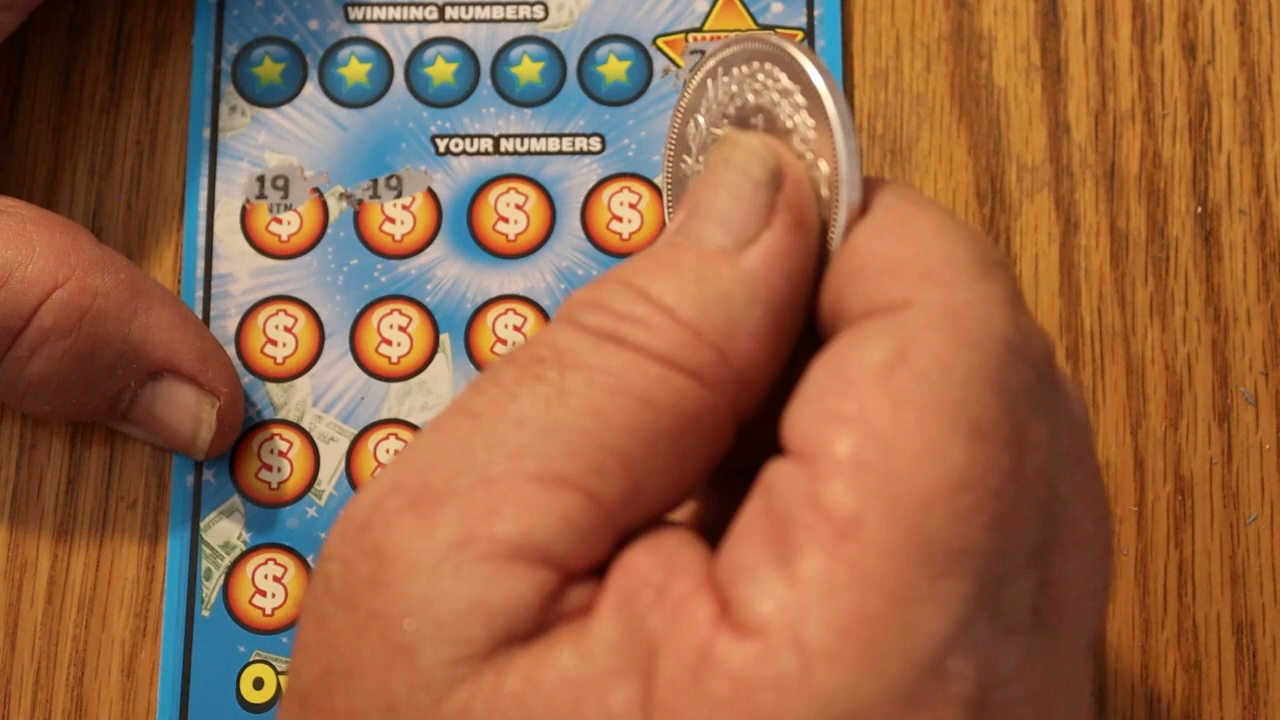 WINNING NUMBERS
YOUR NUMBERS
19 19
$ $ $ $
$ $ $
$ $
$